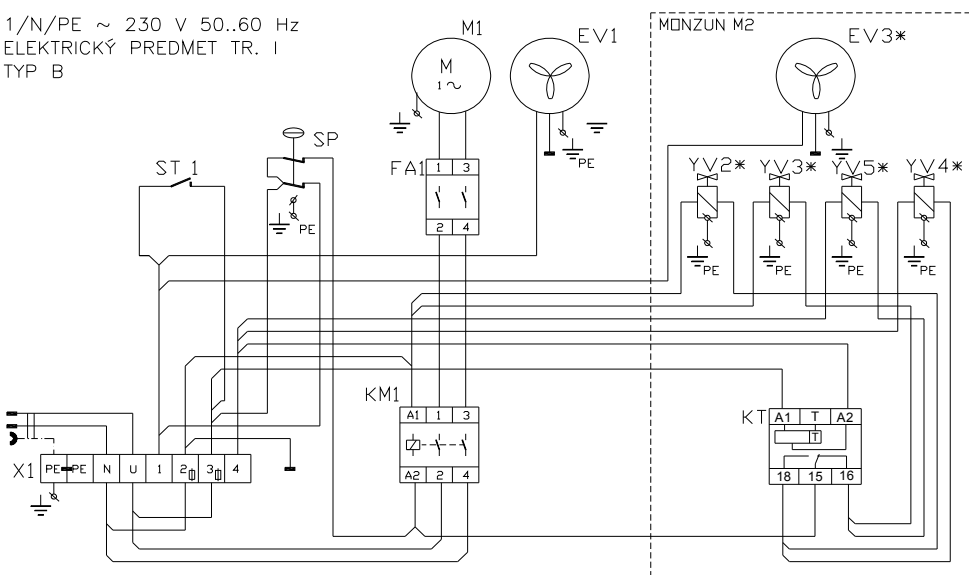 1/N/PE ~ 230 V 50..60 Hz
ELEKTRICKÝ PREDMET TR. I
TYP B
M1
EV1
MONZUN M2
EV3*
M
1~
SP
PE
ST 1
FA1
1 3
2 4
PE
YV2* YV3* YV5* YV4*
PE PE PE PE
KM1
A1 1 3
A2 2 4
KT
A1 T A2
T
18 15 16
X1
PE PE N U 1 2 3 4